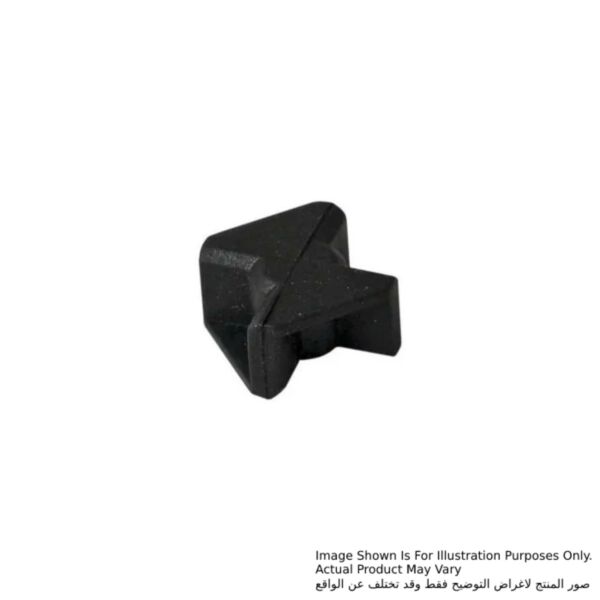 Image Shown Is For Illustration Purposes Only.
Actual Product May Vary
صور المنتج لاغراض التوضيح فقط وقد تختلف عن الواقع